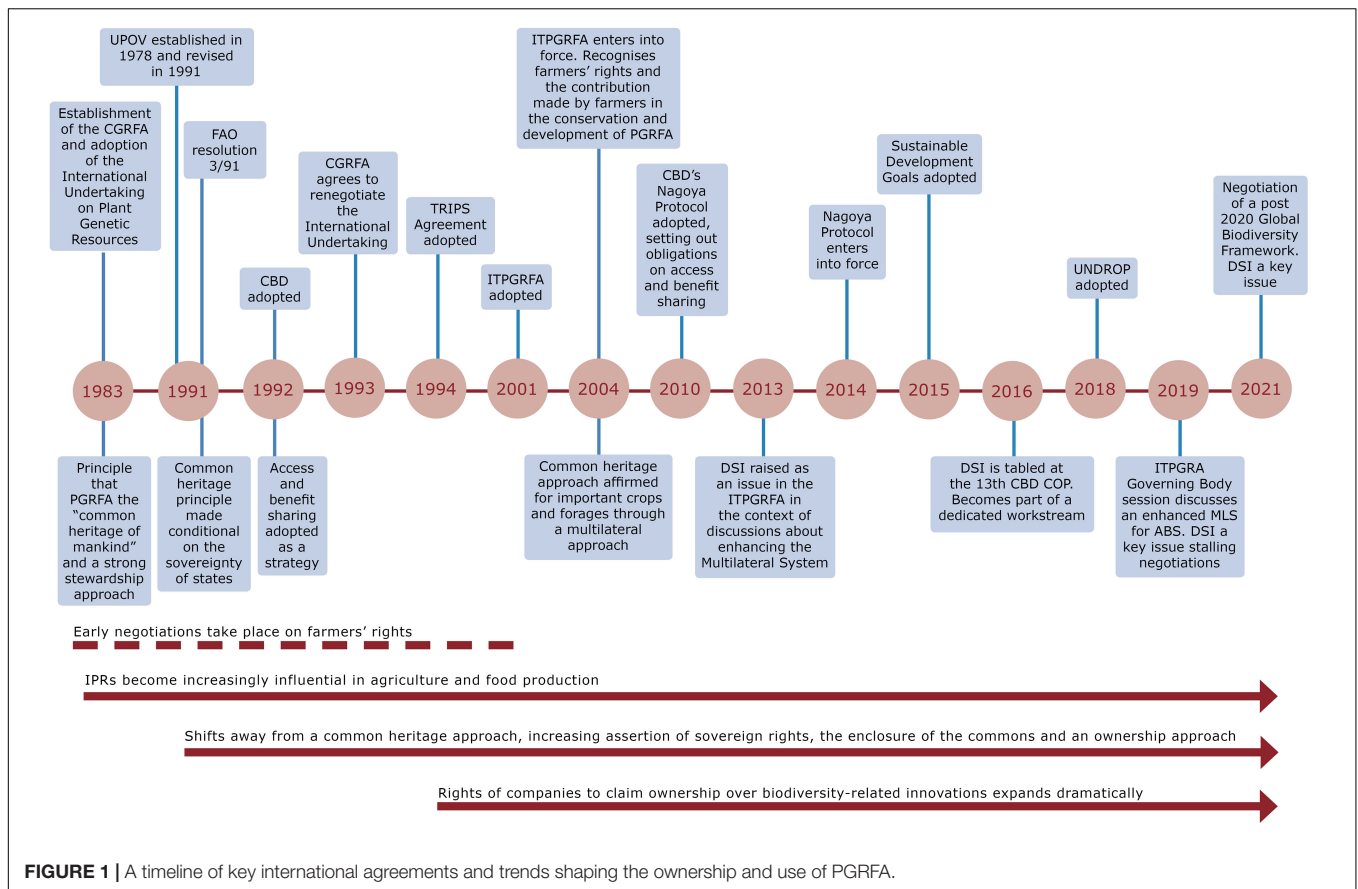 UPOV established in
1978 and revised
in 1991
Establishment
of the CGRFA
and adoption
of the
International
Undertaking
on Plant
Genetic
Resources
FAO
resolution
3/91
CBD
adopted
CGRFA
agrees to
renegotiate
the
International
Undertaking
TRIPS
Agreement
adopted
ITPGRFA
adopted
ITPGRFA enters into
force. Recognises
farmers’ rights and
the contribution
made by farmers in
the conservation and
development of PGRFA
CBD’s
Nagoya
Protocol
adopted,
setting out
obligations
on access
and benefit
sharing
Nagoya
Protocol
enters
into force
Sustainable
Development
Goals adopted
UNDROP
adopted
Negotiation
of a post
2020 Global
Biodiversity
Framework.
DSI a key
issue
1983
1991
1992
1993
1994
2001
2004
2010
2013
2014
2015
2016
2018
2019
2021
Principle
that
PGRFA the
“common
heritage of
mankind”
and a strong
stewardship
approach
Common
heritage
principle
made
conditional
on the
sovereignty
of states
Access
and
benefit
sharing
adopted
as a
strategy
Common heritage
approach affirmed
for important crops
and forages through
a multilateral
approach
DSI raised as
an issue in the
ITPGRFA in
the context of
discussions about
enhancing the
Multilateral System
DSI is tabled at
the 13th CBD COP.
Becomes part of a
dedicated workstream
ITPGRA
Governing Body
session discusses
an enhanced MLS
for ABS. DSI a
key issue stalling
negotiations
Early negotiations take place on farmers’ rights
IPRs become increasingly influential in agriculture and food production
Shifts away from a common heritage approach, increasing assertion of sovereign rights, the enclosure of the commons and an ownership approach
Rights of companies to claim ownership over biodiversity-related innovations expands dramatically
FIGURE 1 | A timeline of key international agreements and trends shaping the ownership and use of PGRFA.